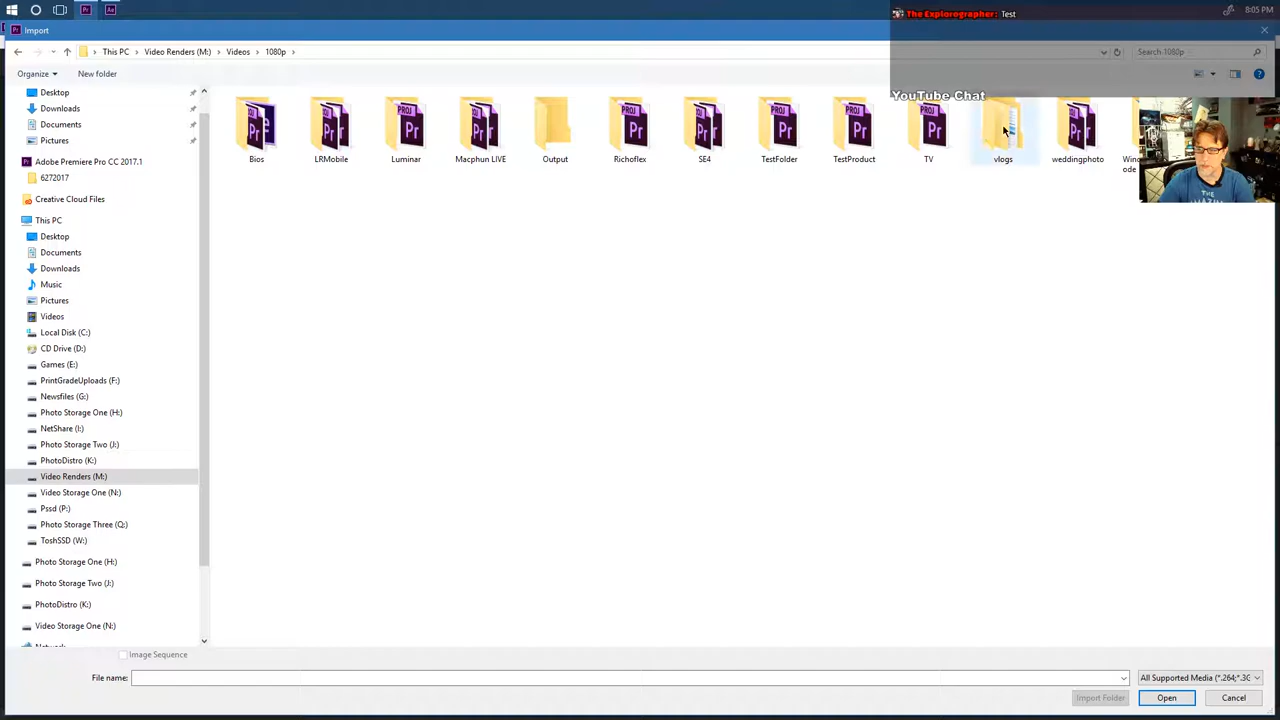 The Explorographer: Test
8:05 PM
Import
This PC
Video Renders (M:)
Videos
1080p
Search 1080p
Organize
New folder
YouTube Chat
Desktop
Downloads
Documents
Pictures
Adobe Premiere Pro CC 2017.1
6272017
Creative Cloud Files
This PC
Desktop
Documents
Downloads
Music
Pictures
Videos
Local Disk (C:)
CD Drive (D:)
Games (E:)
PrintGradeUploads (F:)
Newsfiles (G:)
Photo Storage One (H:)
NetShare (I:)
Photo Storage Two (J:)
PhotoDistro (K:)
Video Renders (M:)
Video Storage One (N:)
Pssd (P:)
Photo Storage Three (Q:)
ToshSSD (W:)
Photo Storage One (H:)
Photo Storage Two (J:)
PhotoDistro (K:)
Video Storage One (N:)
Bios
LRMobile
Luminar
Macphun LIVE
Output
Richoflex
SE4
TestFolder
TestProduct
TV
vlogs
weddingphoto
THE
Image Sequence
File name:
All Supported Media (*.264;*.3G
Import Folder
Open
Cancel